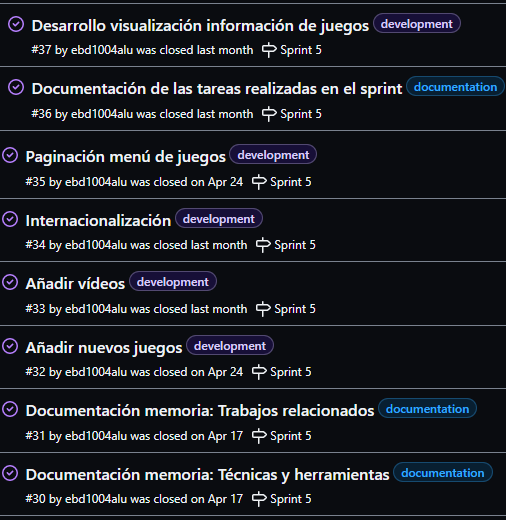 Desarrollo visualización información de juegos development
#37 by ebd1004alu was closed last month Sprint 5
Documentación de las tareas realizadas en el sprint documentation
#36 by ebd1004alu was closed last month Sprint 5
Paginación menú de juegos development
#35 by ebd1004alu was closed on Apr 24 Sprint 5
Internacionalización development
#34 by ebd1004alu was closed last month Sprint 5
Añadir vídeos development
#33 by ebd1004alu was closed last month Sprint 5
Añadir nuevos juegos development
#32 by ebd1004alu was closed on Apr 24 Sprint 5
Documentación memoria: Trabajos relacionados documentation
#31 by ebd1004alu was closed on Apr 17 Sprint 5
Documentación memoria: Técnicas y herramientas documentation
#30 by ebd1004alu was closed on Apr 17 Sprint 5